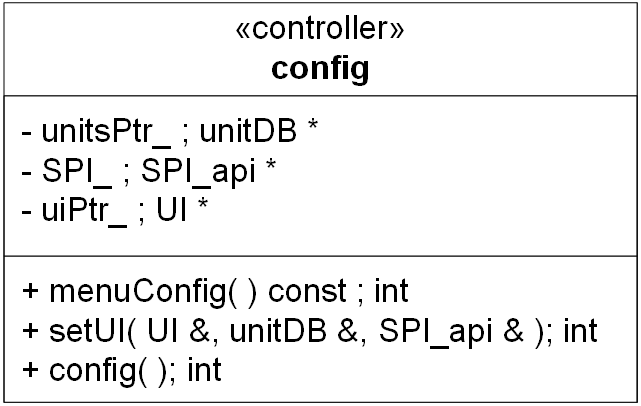 «controller»
config
- unitsPtr_ ; unitDB *
- SPI_ ; SPI_api *
- uiPtr_ ; UI *
+ menuConfig( ) const ; int
+ setUI( UI &, unitDB &, SPI_api & ); int
+ config( ); int